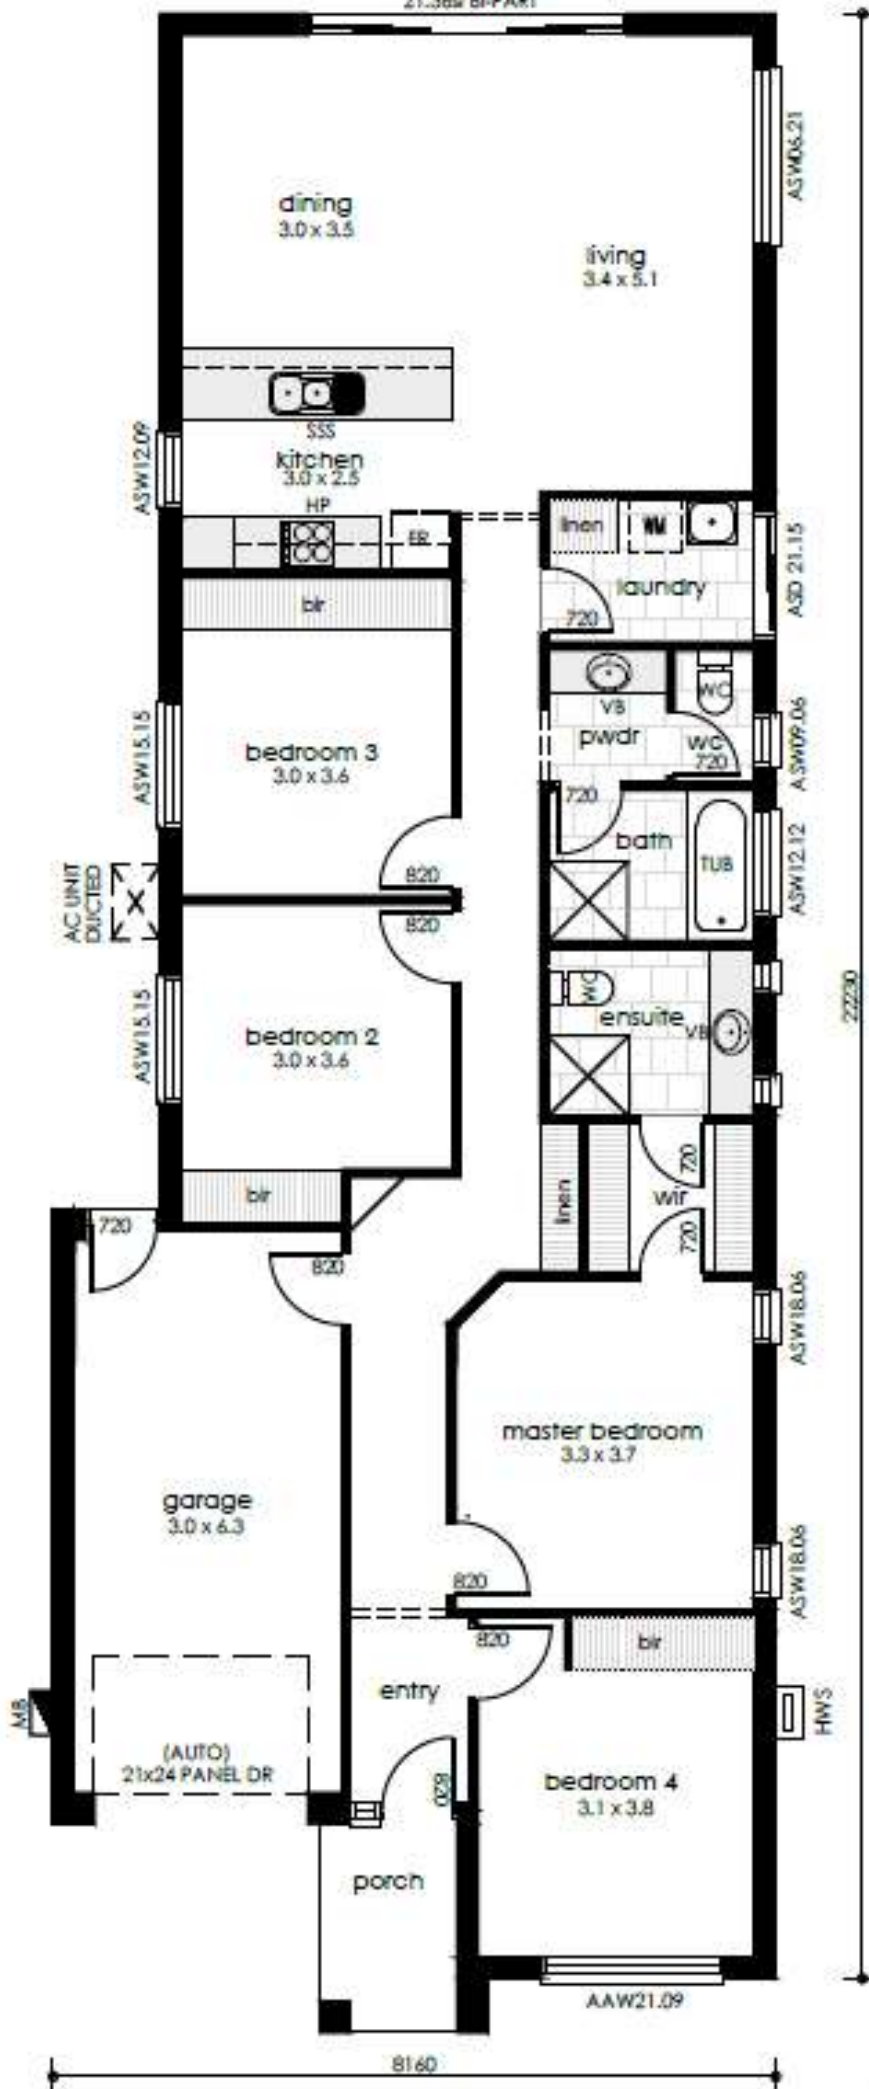 BI-PART
ASW06.21
dining
3.0 x 3.5
living
3.4 x 5.1
SSS
kitchen
3.0 x 2.5
HP
FR
ASW12.09
linen
WM
laundry
720
ASD 21.15
bir
VB
pwdr
WC
WC
720
ASW09.06
ASW15.15
bedroom 3
3.0 x 3.6
820
720
bath
TUB
ASW12.12
AC UNIT
DUCTED
820
bedroom 2
3.0 x 3.6
ASW15.15
WC
ensuite
VB
22230
bir
linen
720
wir
720
720
820
ASW18.06
master bedroom
3.3 x 3.7
garage
3.0 x 6.3
820
ASW18.06
820
bir
entry
MB
HWS
(AUTO)
21x24 PANEL DR
820
bedroom 4
3.1 x 3.8
porch
AAW21.09
8160